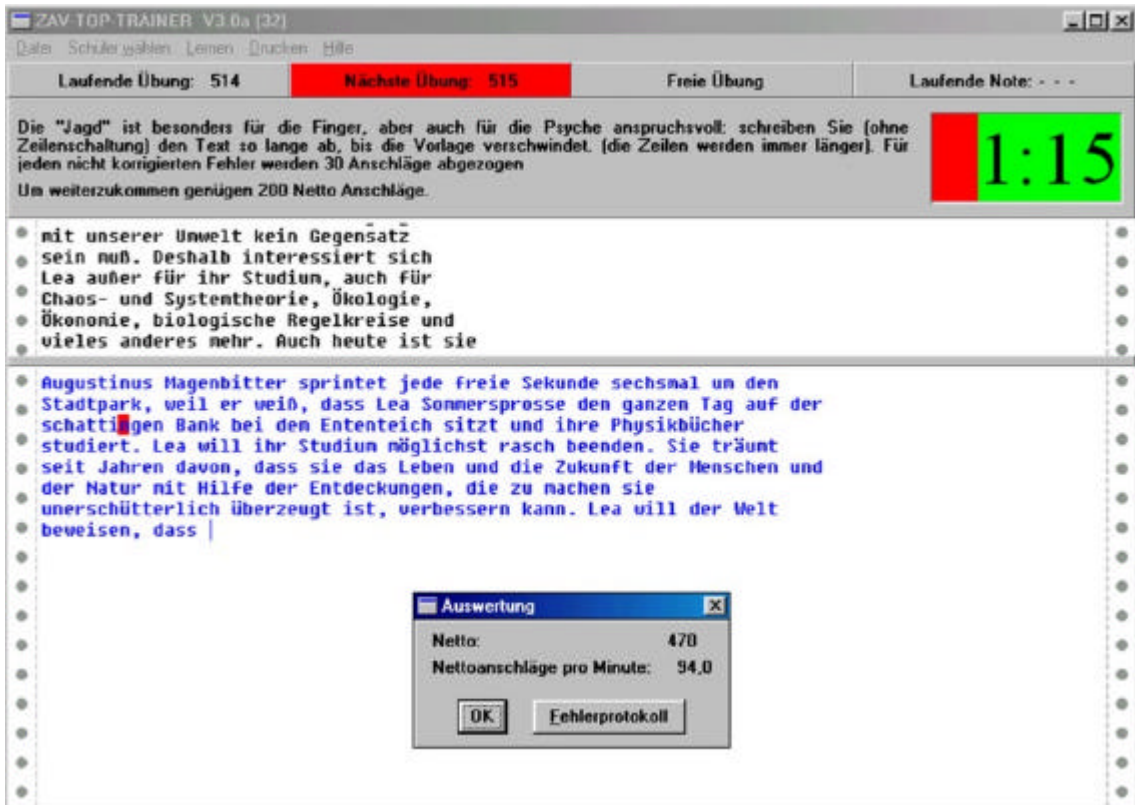 ZAV-TOP-TRAINER V3.0a (32)
Datei Schüler wählen Lernen Drucken Hilfe
Laufende Übung: 514 Nächste Übung: 515 Freie Übung Laufende Note: - - -
Die "Jagd" ist besonders für die Finger, aber auch für die Psyche anspruchsvoll: schreiben Sie (ohne
Zeilenschaltung) den Text so lange ab, bis die Vorlage verschwindet. (die Zeilen werden immer länger). Für
jeden nicht korrigierten Fehler werden 30 Anschläge abgezogen
Um weiterzukommen genügen 200 Netto Anschläge.
1:15
mit unserer Umwelt kein Gegensatz
sein muß. Deshalb interessiert sich
Lea außer für ihr Studium, auch für
Chaos- und Systemtheorie, Ökologie,
Ökonomie, biologische Regelkreise und
vieles anderes mehr. Auch heute ist sie
Augustinus Magenbitter sprintet jede freie Sekunde sechsmal um den
Stadtpark, weil er weiß, dass Lea Sommersprosse den ganzen Tag auf der
schattingen Bank bei dem Ententeich sitzt und ihre Physikbücher
studiert. Lea will ihr Studium möglichst rasch beenden. Sie träumt
seit Jahren davon, dass sie das Leben und die Zukunft der Menschen und
der Natur mit Hilfe der Entdeckungen, die zu machen sie
unerschütterlich überzeugt ist, verbessern kann. Lea will der Welt
beweisen, dass
Auswertung
Netto: 470
Nettoanschläge pro Minute: 94,0
OK Fehlerprotokoll